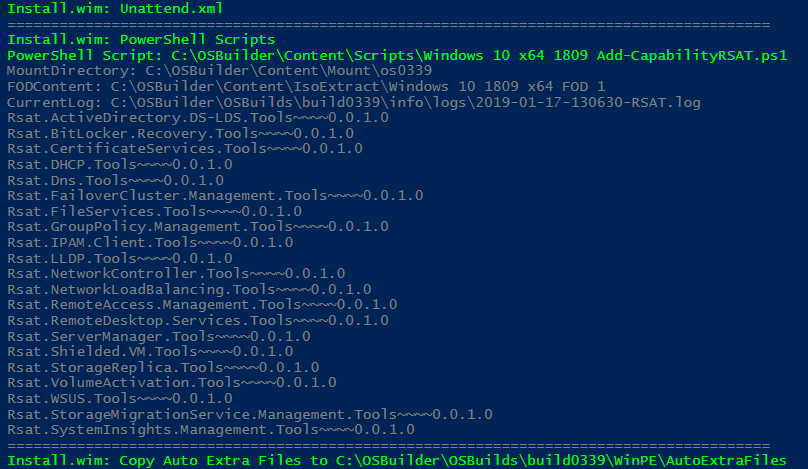 Install.wim: Unattend.xml
===================================================================================
Install.wim: PowerShell Scripts
PowerShell Script: C:\OSBuilder\Content\Scripts\Windows 10 x64 1809 Add-CapabilityRSAT.ps1
MountDirectory: C:\OSBuilder\Content\Mount\os0339
FODContent: C:\OSBuilder\Content\IsoExtract\Windows 10 1809 x64 FOD 1
CurrentLog: C:\OSBuilder\OSBuilds\build0339\info\logs\2019-01-17-130630-RSAT.log
Rsat.ActiveDirectory.DS-LDS.Tools~~~~0.0.1.0
Rsat.BitLocker.Recovery.Tools~~~~0.0.1.0
Rsat.CertificateServices.Tools~~~~0.0.1.0
Rsat.DHCP.Tools~~~~0.0.1.0
Rsat.Dns.Tools~~~~0.0.1.0
Rsat.FailoverCluster.Management.Tools~~~~0.0.1.0
Rsat.FileServices.Tools~~~~0.0.1.0
Rsat.GroupPolicy.Management.Tools~~~~0.0.1.0
Rsat.IPAM.Client.Tools~~~~0.0.1.0
Rsat.LLDP.Tools~~~~0.0.1.0
Rsat.NetworkController.Tools~~~~0.0.1.0
Rsat.NetworkLoadBalancing.Tools~~~~0.0.1.0
Rsat.RemoteAccess.Management.Tools~~~~0.0.1.0
Rsat.RemoteDesktop.Services.Tools~~~~0.0.1.0
Rsat.ServerManager.Tools~~~~0.0.1.0
Rsat.Shielded.VM.Tools~~~~0.0.1.0
Rsat.StorageReplica.Tools~~~~0.0.1.0
Rsat.VolumeActivation.Tools~~~~0.0.1.0
Rsat.WSUS.Tools~~~~0.0.1.0
Rsat.StorageMigrationService.Management.Tools~~~~0.0.1.0
Rsat.SystemInsights.Management.Tools~~~~0.0.1.0
===================================================================================
Install.wim: Copy Auto Extra Files to C:\OSBuilder\OSBuilds\build0339\WinPE\AutoExtraFiles